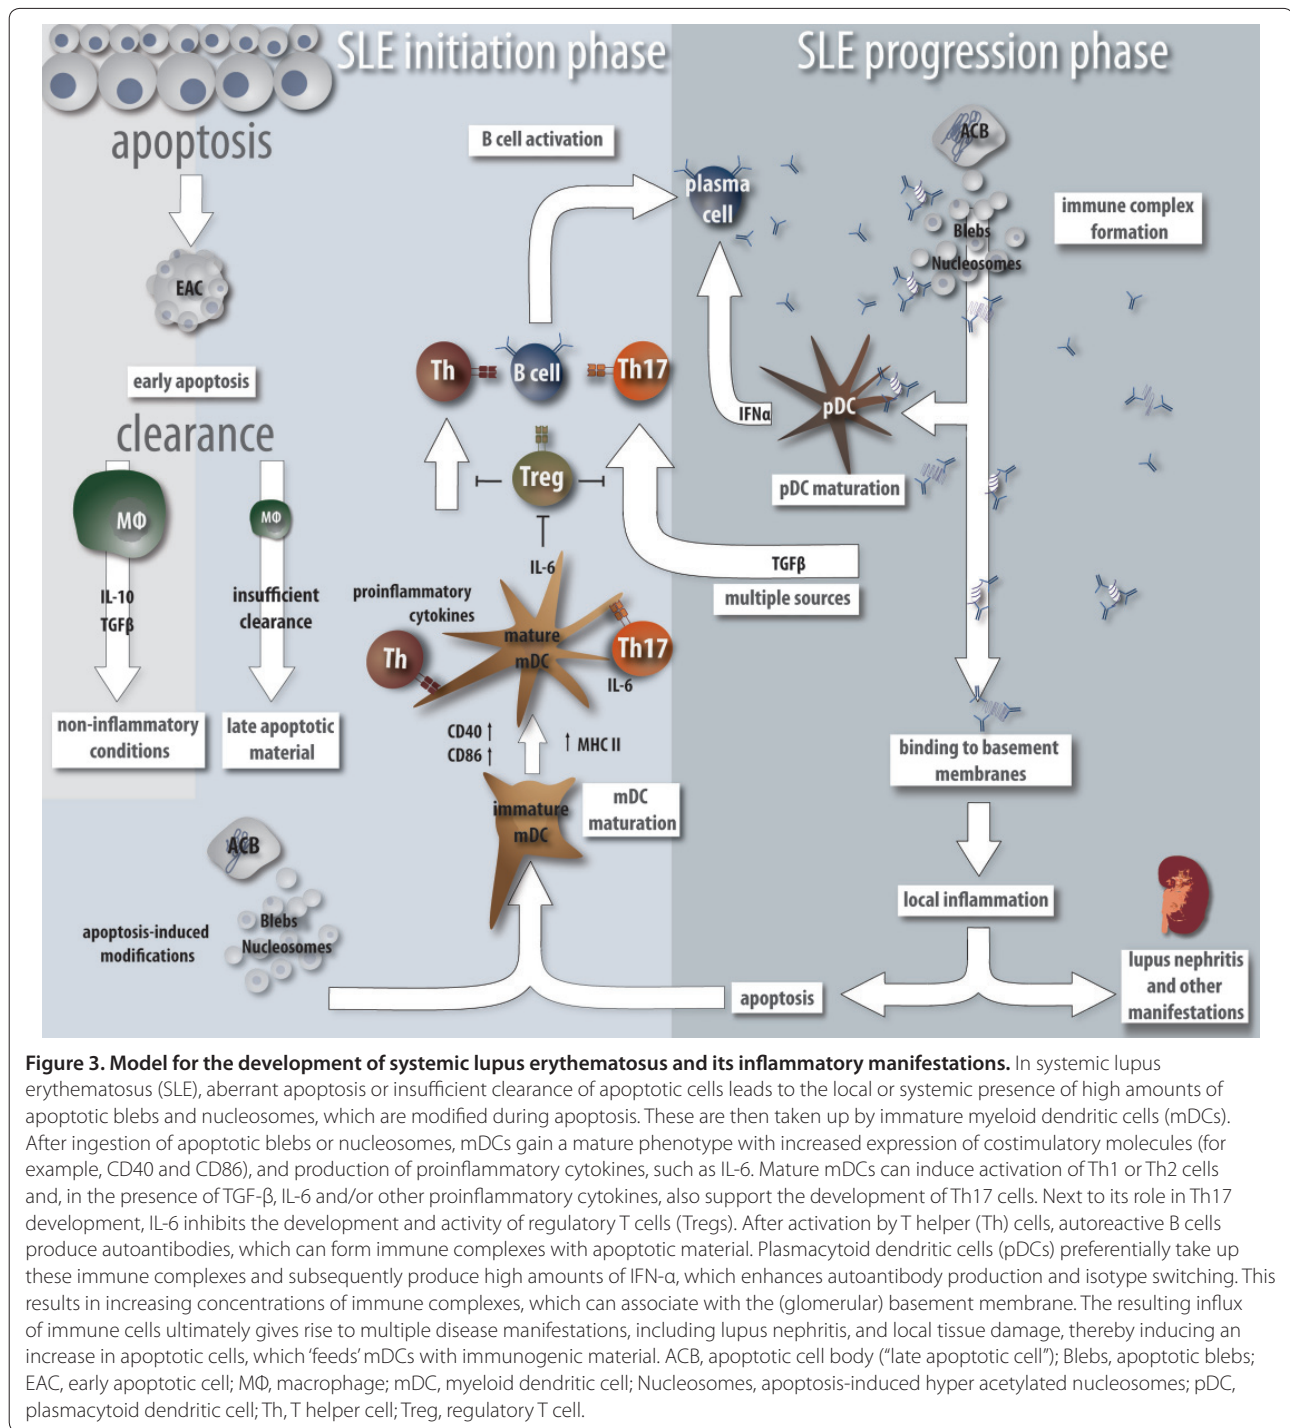 SLE initiation phase
SLE progression phase
apoptosis
EAC
early apoptosis
clearance
MΦ
IL-10
TGFβ
non-inflammatory
conditions
MΦ
insufficient
clearance
late apoptotic
material
ACB
Blebs
Nucleosomes
apoptosis-induced
modifications
B cell activation
Th
B cell
Th17
Treg
IL-6
proinflammatory
cytokines
mature
mDC
Th
Th17
IL-6
CD40 ↑
CD86 ↑
↑ MHC II
immature
mDC
mDC
maturation
plasma
cell
ACB
Blebs
Nucleosomes
immune complex
formation
IFNα
pDC
pDC maturation
TGFβ
multiple sources
binding to basement
membranes
local inflammation
apoptosis
lupus nephritis
and other
manifestations
Figure 3. Model for the development of systemic lupus erythematosus and its inflammatory manifestations. In systemic lupus
erythematosus (SLE), aberrant apoptosis or insufficient clearance of apoptotic cells leads to the local or systemic presence of high amounts of
apoptotic blebs and nucleosomes, which are modified during apoptosis. These are then taken up by immature myeloid dendritic cells (mDCs).
After ingestion of apoptotic blebs or nucleosomes, mDCs gain a mature phenotype with increased expression of costimulatory molecules (for
example, CD40 and CD86), and production of proinflammatory cytokines, such as IL-6. Mature mDCs can induce activation of Th1 or Th2 cells
and, in the presence of TGF-β, IL-6 and/or other proinflammatory cytokines, also support the development of Th17 cells. Next to its role in Th17
development, IL-6 inhibits the development and activity of regulatory T cells (Tregs). After activation by T helper (Th) cells, autoreactive B cells
produce autoantibodies, which can form immune complexes with apoptotic material. Plasmacytoid dendritic cells (pDCs) preferentially take up
these immune complexes and subsequently produce high amounts of IFN-α, which enhances autoantibody production and isotype switching. This
results in increasing concentrations of immune complexes, which can associate with the (glomerular) basement membrane. The resulting influx
of immune cells ultimately gives rise to multiple disease manifestations, including lupus nephritis, and local tissue damage, thereby inducing an
increase in apoptotic cells, which 'feeds' mDCs with immunogenic material. ACB, apoptotic cell body ("late apoptotic cell"); Blebs, apoptotic blebs;
EAC, early apoptotic cell; MΦ, macrophage; mDC, myeloid dendritic cell; Nucleosomes, apoptosis-induced hyper acetylated nucleosomes; pDC,
plasmacytoid dendritic cell; Th, T helper cell; Treg, regulatory T cell.